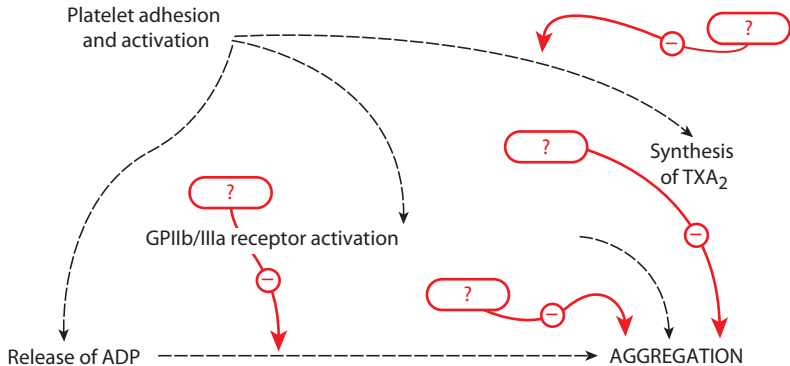 Platelet adhesion
and activation
?
?
Synthesis
of TXA2
?
GPIIb/IIIa receptor activation
?
Release of ADP
AGGREGATION